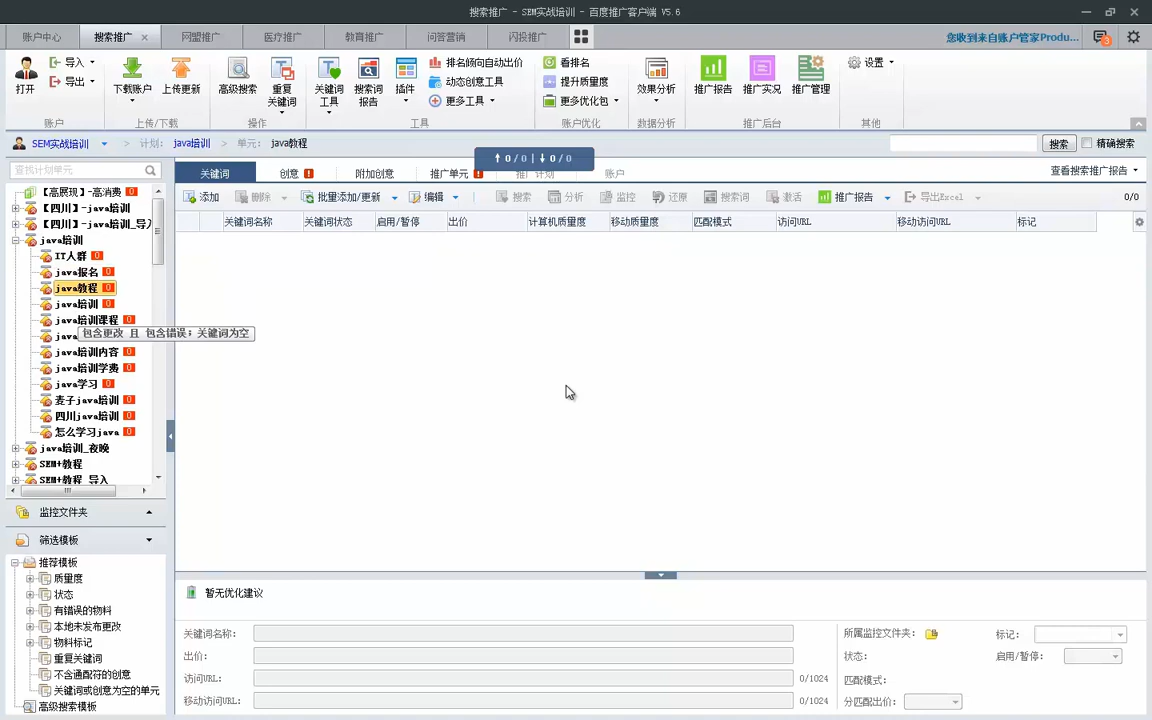 搜索推广 - SEM实战培训 - 百度推广客户端 V5.6
账户中心 搜索推广 网盟推广 医疗推广 教育推广 问答营销 闪投推广 您收到来自账户管家Produ... 3
打开 导入 导出 下载账户 上传更新 高级搜索 重复关键词 关键词工具 搜索词报告 插件 排名倾向自动出价 动态创意工具 更多工具 看排名 提升质量度 更多优化包 效果分析 推广报告 推广实况 推广管理 设置
账户 上传/下载 操作 工具 账户优化 数据分析 推广后台 其他
SEM实战培训 > 计划: java培训 > 单元: java教程 搜索 精确搜索
0/0 | 0/0
查找计划单元 关键词 创意 附加创意 推广单元 推广计划 账户 查看搜索推广报告
添加 删除 批量添加/更新 编辑 搜索 分析 监控 还原 搜索词 激活 推广报告 导出Excel 0/0
关键词名称 关键词状态 启用/暂停 出价 计算机质量度 移动质量度 匹配模式 访问URL 移动访问URL 标记
【高展现】-高消费 0
【四川】-java培训
【四川】-java培训_导入
java培训
IT人群 0
java报名 0
java教程 0
java培训 0
java培训课程 0
java
包含更改 且 包含错误：关键词为空
java培训内容 0
java培训学费 0
java学习 0
麦子java培训 0
四川java培训 0
怎么学习java 0
java培训_夜晚
SEM+教程
SEM+教程_导入
监控文件夹
筛选模板
推荐模板
质量度
状态
有错误的物料
本地未发布更改
物料标记
重复关键词
不含通配符的创意
关键词或创意为空的单元
高级搜索模板
暂无优化建议
关键词名称: 所属监控文件夹: 标记:
出价: 状态: 启用/暂停:
访问URL: 0/1024 匹配模式:
移动访问URL: 0/1024 分匹配出价: